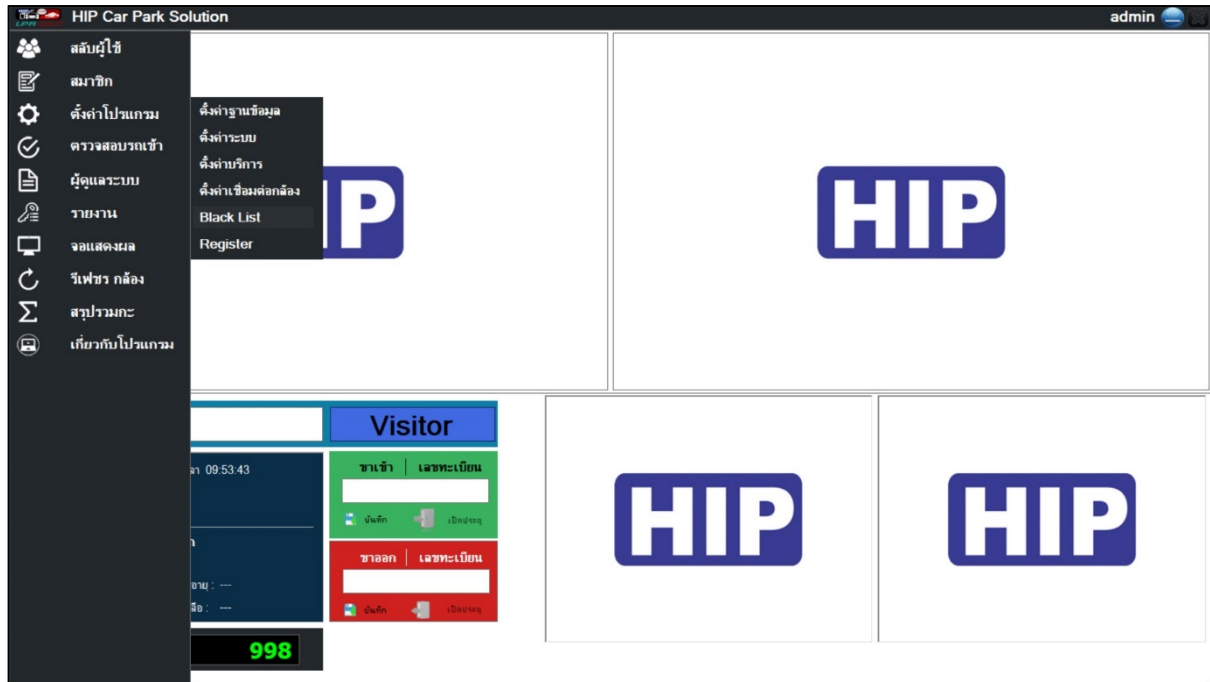 LPR
HIP Car Park Solution
admin
สลับผู้ใช้
สมาชิก
ตั้งค่าโปรแกรม
ตรวจสอบรถเข้า
ผู้ดูแลระบบ
รายงาน
จอแสดงผล
รีเฟชร กล้อง
สรุปรวมกะ
เกี่ยวกับโปรแกรม
ตั้งค่าฐานข้อมูล
ตั้งค่าระบบ
ตั้งค่าบริการ
ตั้งค่าเชื่อมต่อกล้อง
Black List
Register
IP
HIP
Visitor
ลา 09:53:43
อายุ : ---
ลือ : ---
998
ขาเข้า เลขทะเบียน
บันทึก เปิดประตู
ขาออก เลขทะเบียน
บันทึก เปิดประตู
HIP
HIP